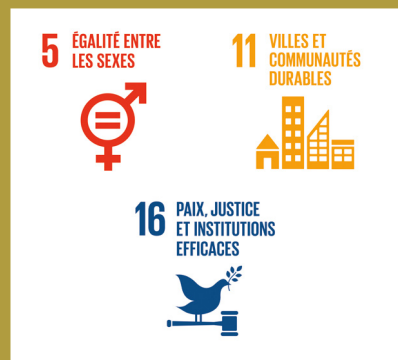 5 ÉGALITÉ ENTRE
LES SEXES
11 VILLES ET
COMMUNAUTÉS
DURABLES
16 PAIX, JUSTICE
ET INSTITUTIONS
EFFICACES